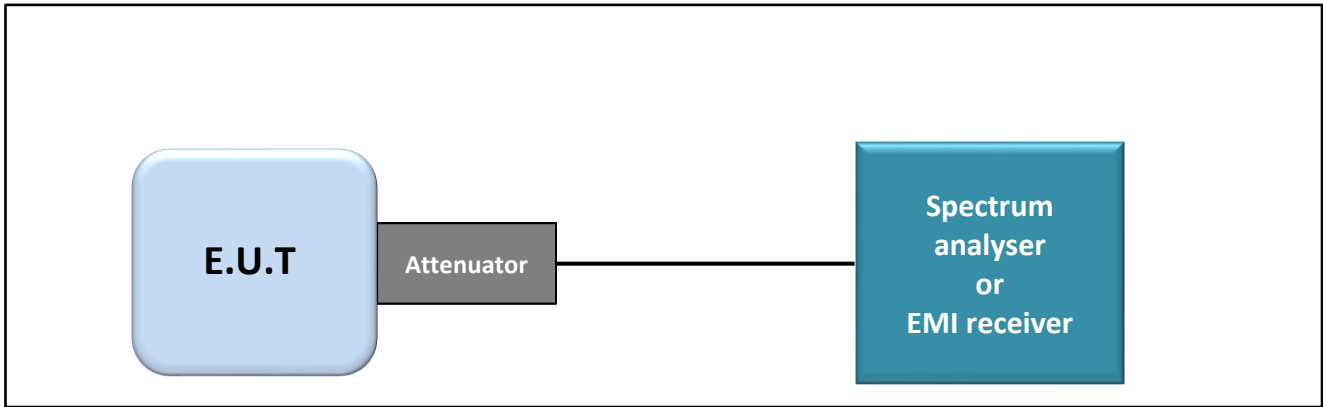 E.U.T
Attenuator
Spectrum
analyser
or
EMI receiver